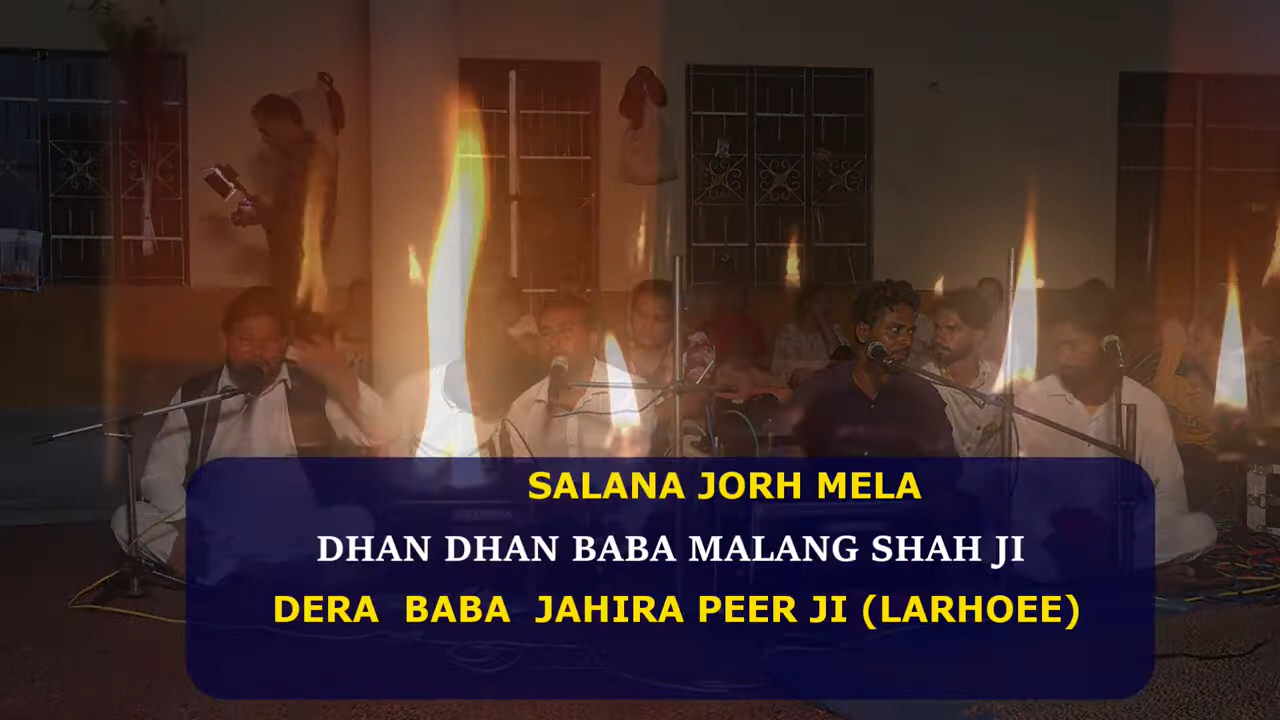 SALANA JORH MELA
DHAN DHAN BABA MALANG SHAH JI
DERA BABA JAHIRA PEER JI (LARHOEE)